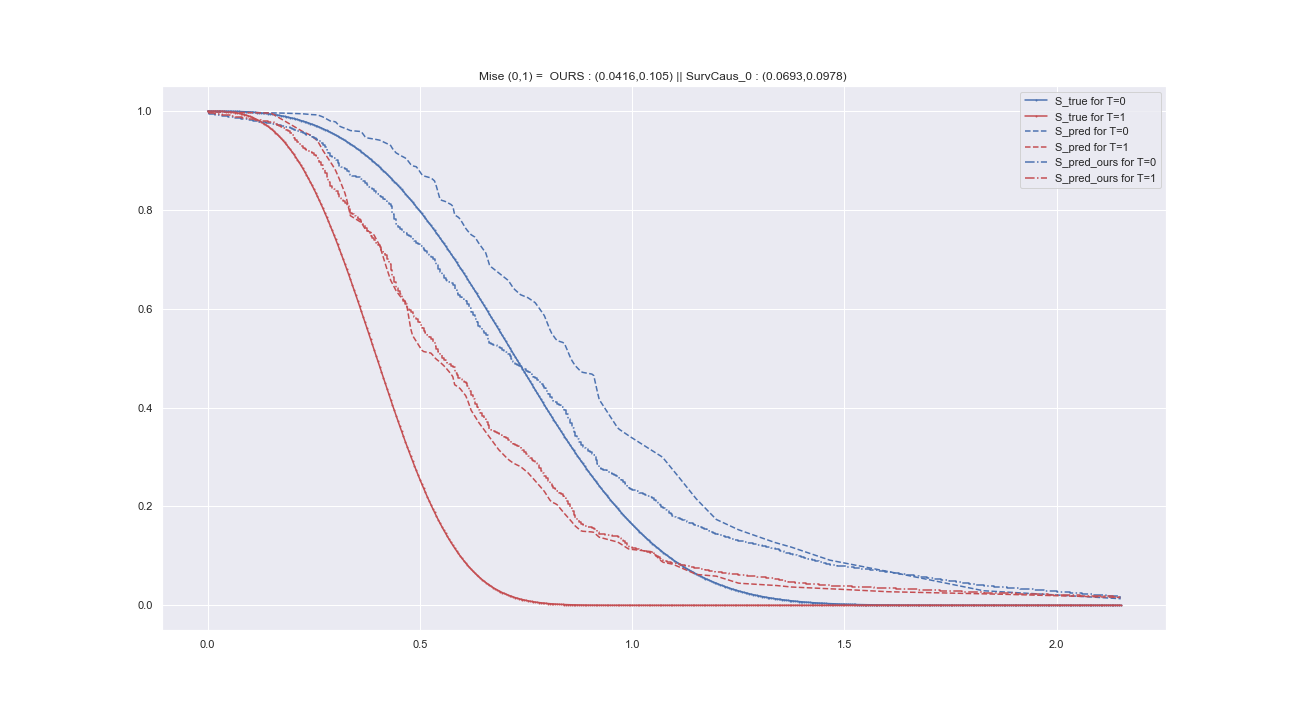 Mise (0,1) =  OURS : (0.0416,0.105) || SurvCaus_0 : (0.0693,0.0978)
S_true for T=0
S_true for T=1
S_pred for T=0
S_pred for T=1
S_pred_ours for T=0
S_pred_ours for T=1
1.0
0.8
0.6
0.4
0.2
0.0
0.0 0.5 1.0 1.5 2.0